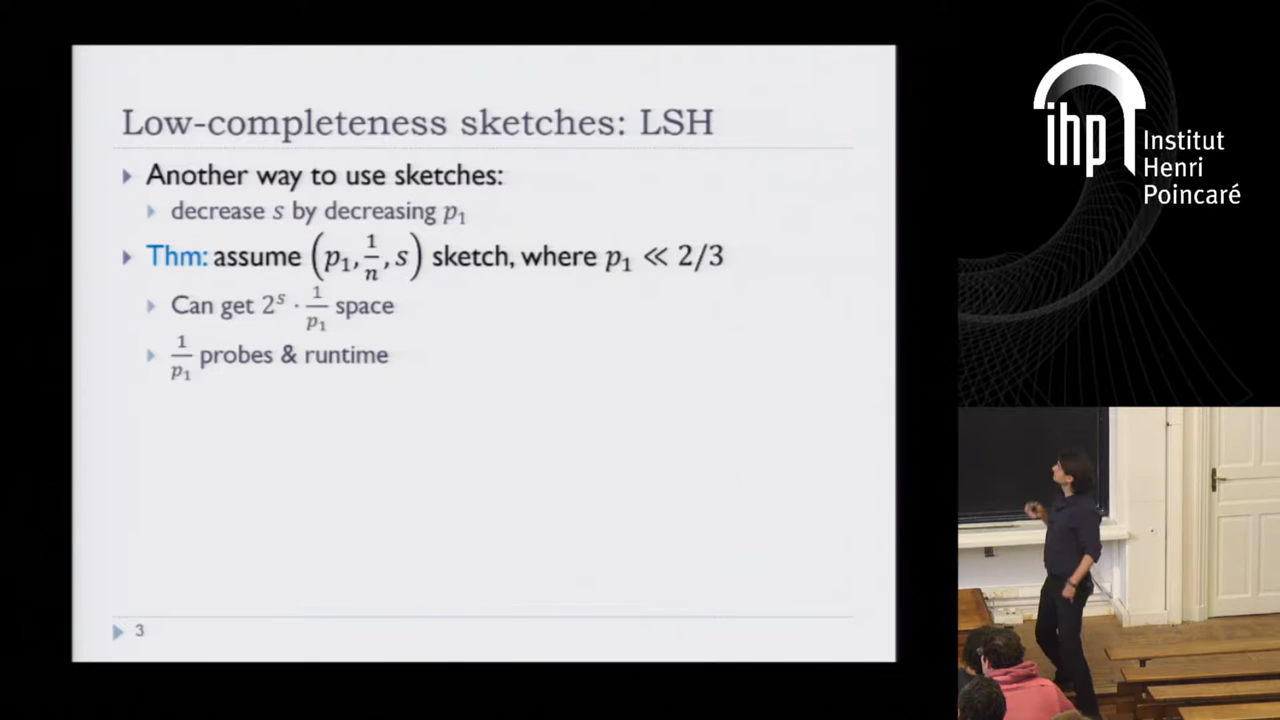 Low-completeness sketches: LSH
Another way to use sketches:
decrease s by decreasing p₁
Thm: assume (p₁, 1/n, s) sketch, where p₁ ≪ 2/3
Can get 2ˢ · 1/p₁ space
1/p₁ probes & runtime
3
ihp
Institut
Henri
Poincaré